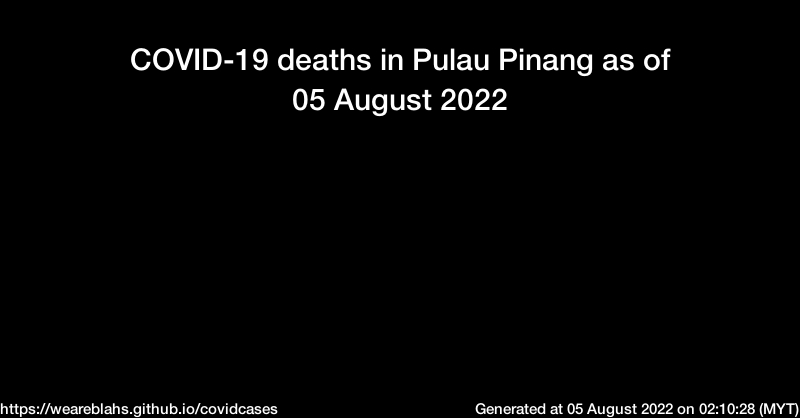 COVID-19 deaths in Pulau Pinang as of
05 August 2022
https://weareblahs.github.io/covidcases
Generated at 05 August 2022 on 02:10:28 (MYT)